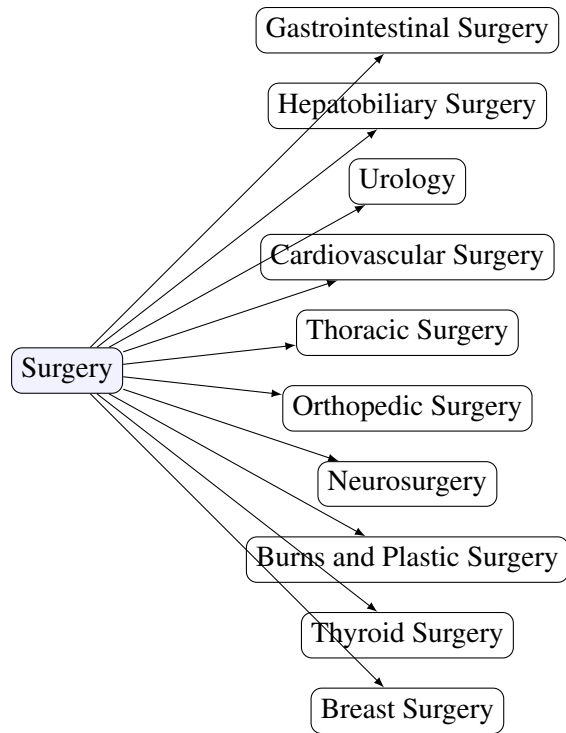 Gastrointestinal Surgery
Hepatobiliary Surgery
Urology
Cardiovascular Surgery
Thoracic Surgery
Surgery
Orthopedic Surgery
Neurosurgery
Burns and Plastic Surgery
Thyroid Surgery
Breast Surgery